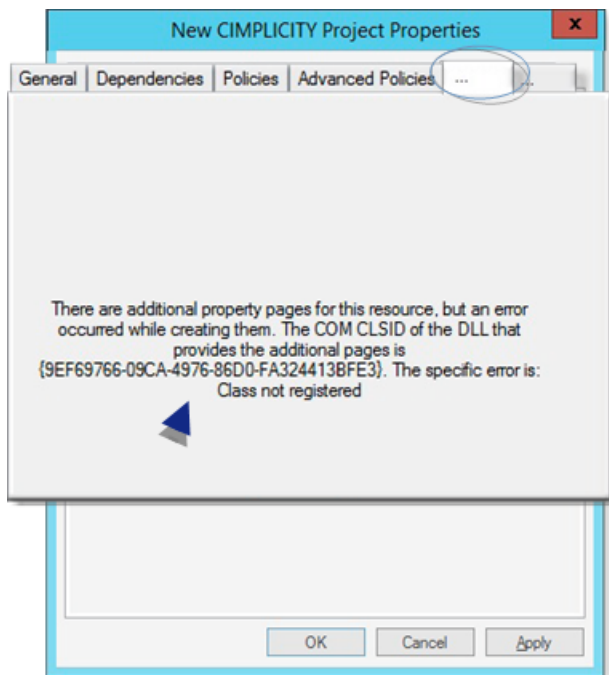 New CIMPLICITY Project Properties
x
General Dependencies Policies Advanced Policies ... ...
There are additional property pages for this resource, but an error
occurred while creating them. The COM CLSID of the DLL that
provides the additional pages is
{9EF69766-09CA-4976-86D0-FA324413BFE3}. The specific error is:
Class not registered
OK Cancel Apply